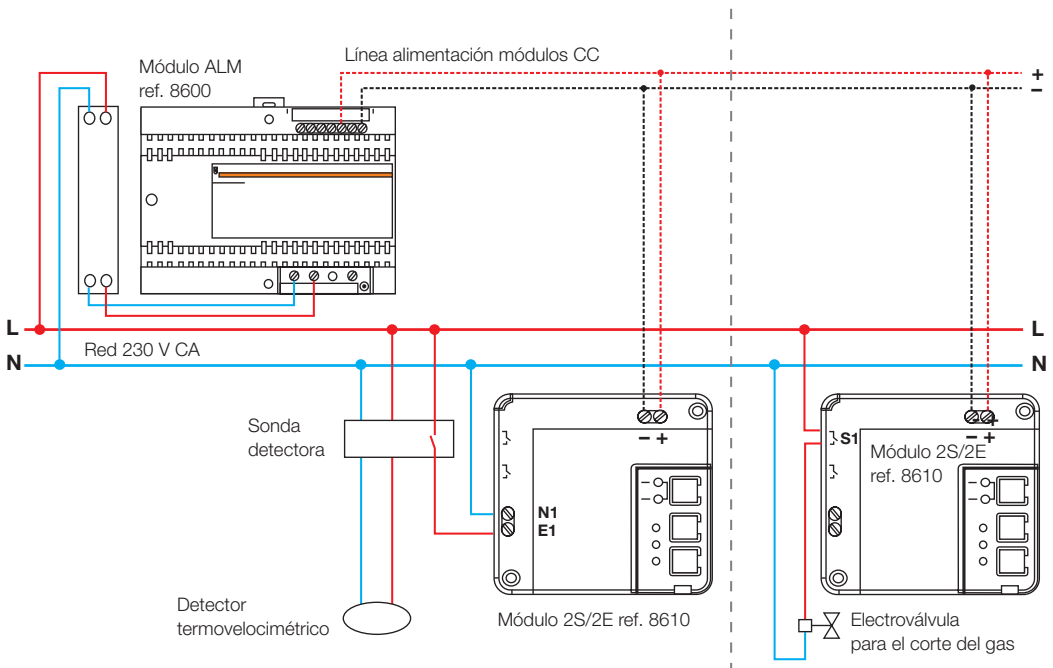 Línea alimentación módulos CC
Módulo ALM
ref. 8600
+
−
L
L
Red 230 V CA
N
N
Sonda
detectora
− +
− +
+
S1
Módulo 2S/2E
ref. 8610
N1
E1
Detector
termovelocimétrico
Módulo 2S/2E ref. 8610
Electroválvula
para el corte del gas